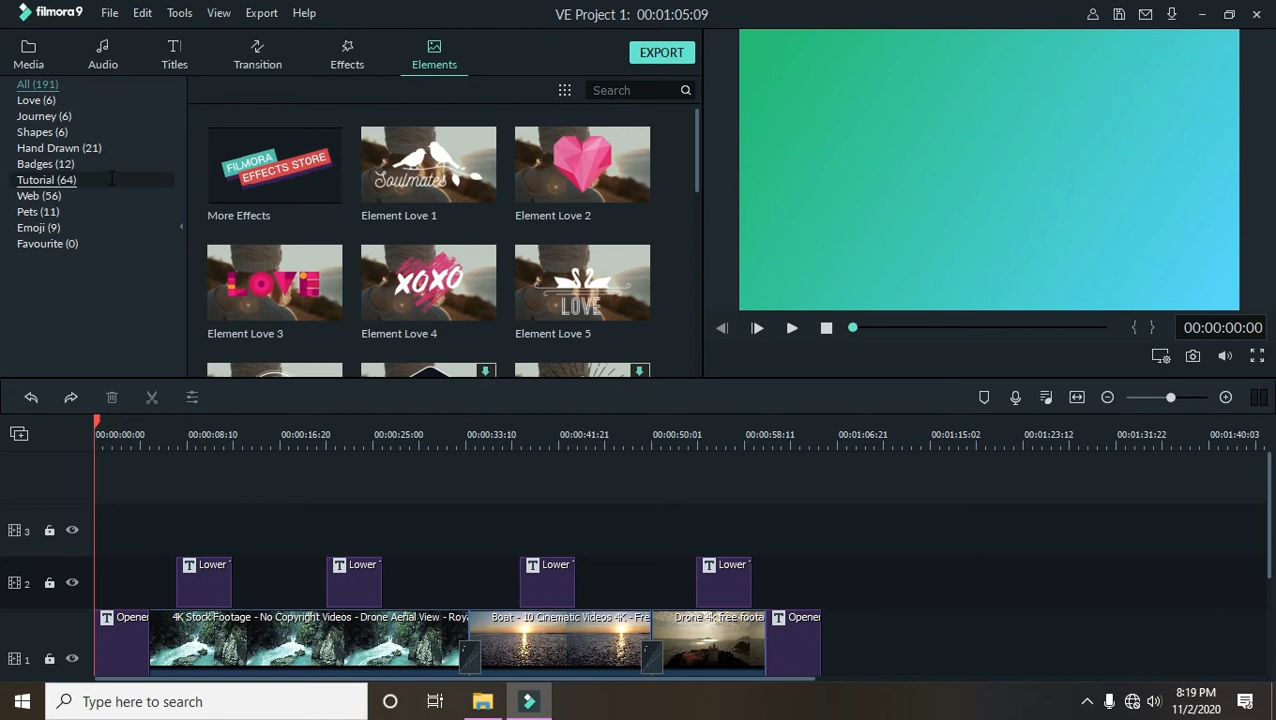 filmora9 File Edit Tools View Export Help VE Project 1: 00:01:05:09
Media Audio Titles Transition Effects Elements EXPORT
All (191)
Love (6)
Journey (6)
Shapes (6)
Hand Drawn (21)
Badges (12)
Tutorial (64)
Web (56)
Pets (11)
Emoji (9)
Favourite (0)
Search
FILMORA
EFFECTS STORE
Soulmates
More Effects Element Love 1 Element Love 2
LOVE XOXO LOVE
Element Love 3 Element Love 4 Element Love 5
00:00:00:00
00:00:00:00 00:00:08:10 00:00:16:20 00:00:25:00 00:00:33:10 00:00:41:21 00:00:50:01 00:00:58:11 00:01:06:21 00:01:15:02 00:01:23:12 00:01:31:22 00:01:40:03
3
2 T Lower T Lower T Lower T Lower
1 T Opener 4K Stock Footage - No Copyright Videos - Drone Aerial View - Roya Boat - 10 Cinematic Videos 4K - Fre Drone 4k free foota T Opener
Type here to search
8:19 PM
11/2/2020